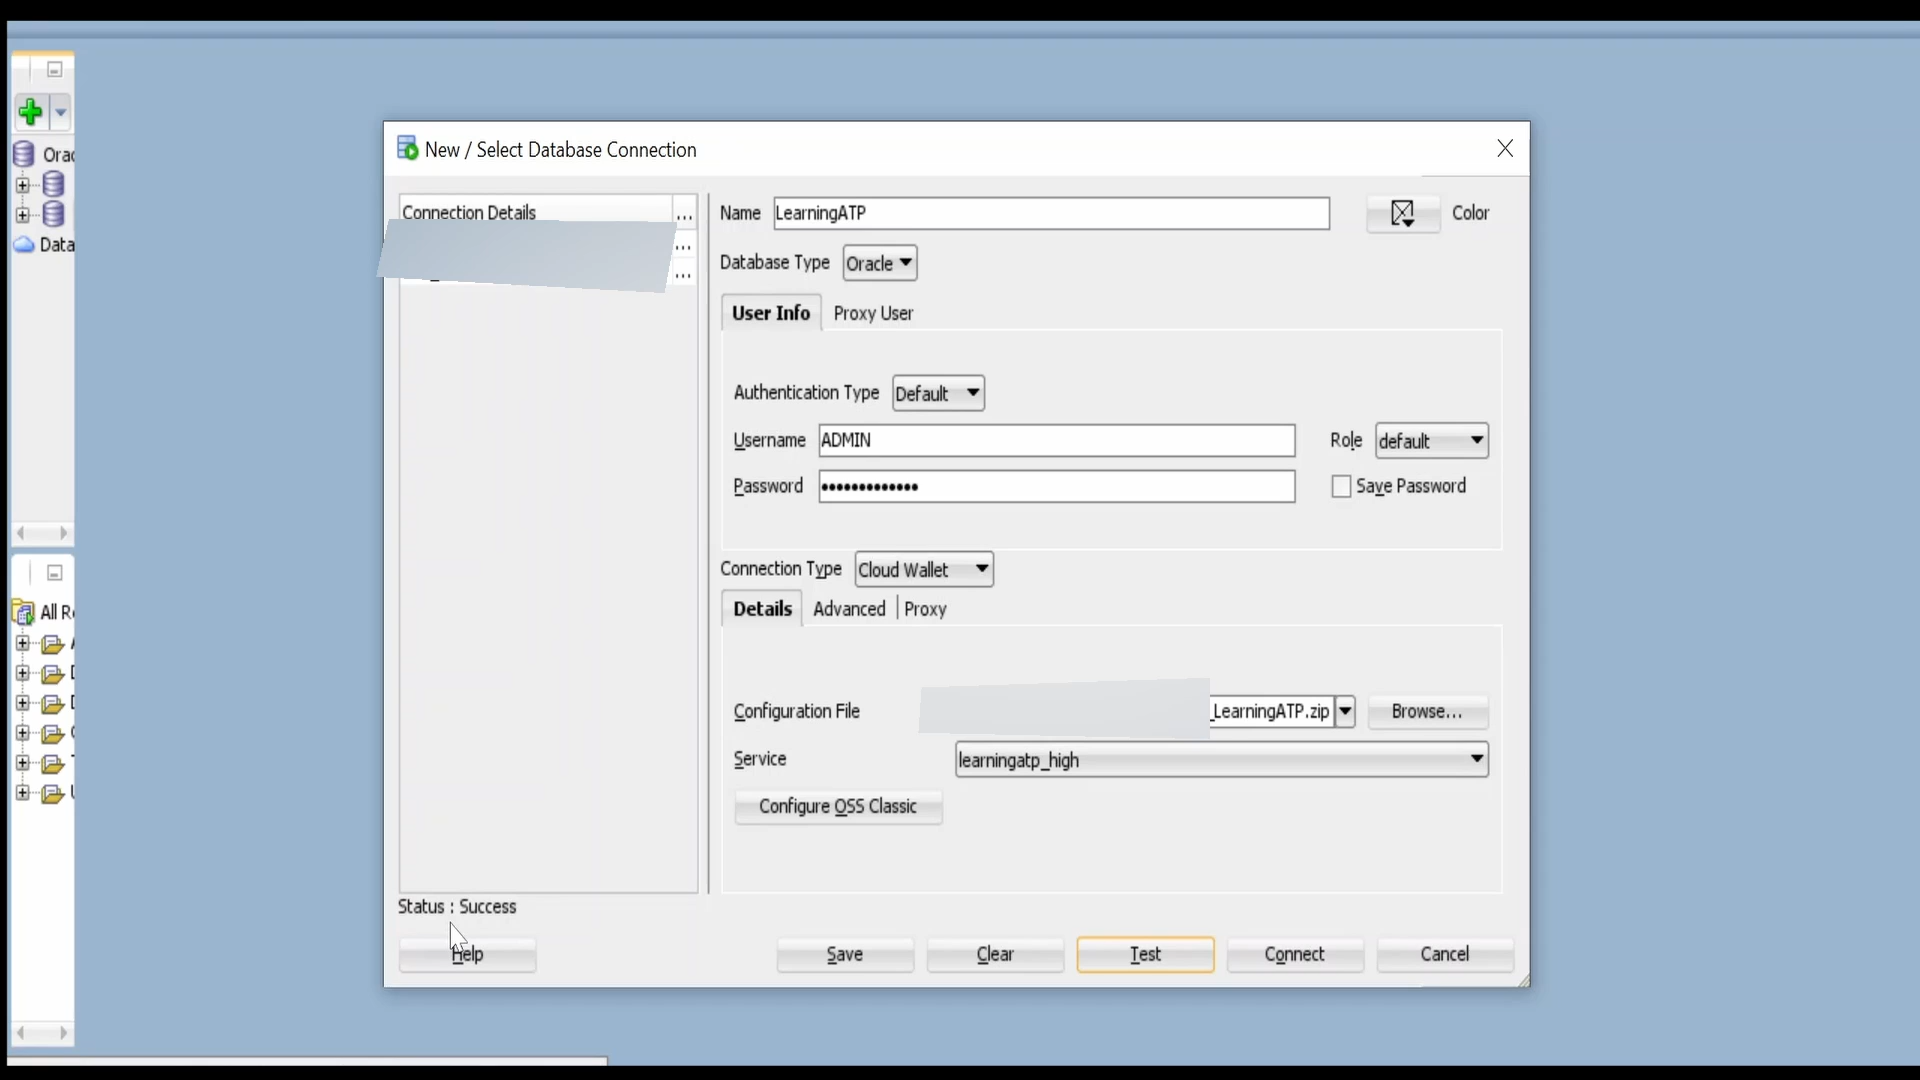 Orac
Data
All Re
New / Select Database Connection
Connection Details
...
...
...
Name LearningATP Color
Database Type Oracle
User Info Proxy User
Authentication Type Default
Username ADMIN Role default
Password ••••••••••••• Save Password
Connection Type Cloud Wallet
Details Advanced Proxy
Configuration File _LearningATP.zip Browse...
Service learningatp_high
Configure OSS Classic
Status : Success
Help Save Clear Test Connect Cancel